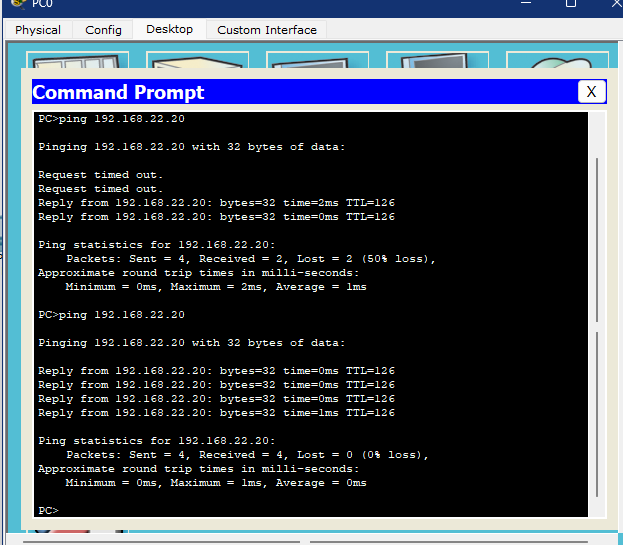 PC0
Physical Config Desktop Custom Interface
Command Prompt
X
PC>ping 192.168.22.20
Pinging 192.168.22.20 with 32 bytes of data:
Request timed out.
Request timed out.
Reply from 192.168.22.20: bytes=32 time=2ms TTL=126
Reply from 192.168.22.20: bytes=32 time=0ms TTL=126
Ping statistics for 192.168.22.20:
Packets: Sent = 4, Received = 2, Lost = 2 (50% loss),
Approximate round trip times in milli-seconds:
Minimum = 0ms, Maximum = 2ms, Average = 1ms
PC>ping 192.168.22.20
Pinging 192.168.22.20 with 32 bytes of data:
Reply from 192.168.22.20: bytes=32 time=0ms TTL=126
Reply from 192.168.22.20: bytes=32 time=0ms TTL=126
Reply from 192.168.22.20: bytes=32 time=0ms TTL=126
Reply from 192.168.22.20: bytes=32 time=1ms TTL=126
Ping statistics for 192.168.22.20:
Packets: Sent = 4, Received = 4, Lost = 0 (0% loss),
Approximate round trip times in milli-seconds:
Minimum = 0ms, Maximum = 1ms, Average = 0ms
PC>